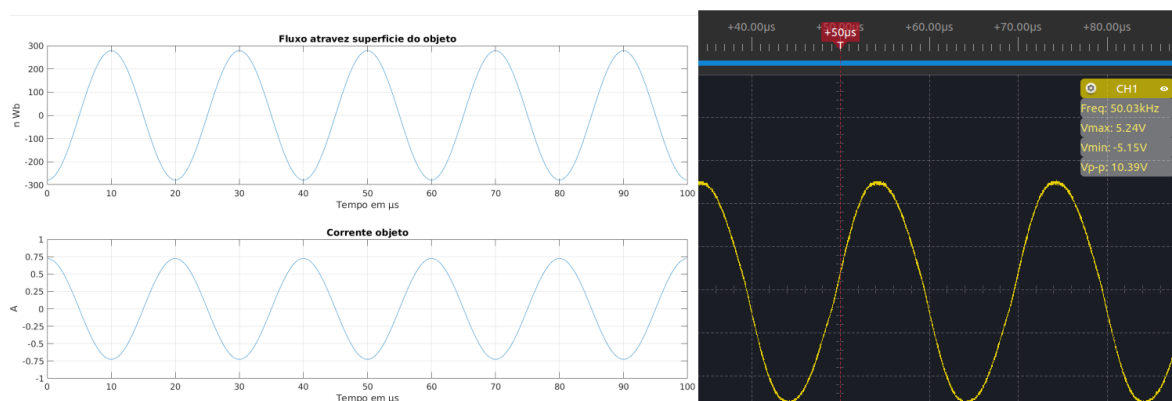 Fluxo atravez superficie do objeto
300
200
100
0
-100
-200
-300
n Wb
0 10 20 30 40 50 60 70 80 90 100
Tempo em µs
Corrente objeto
1
0.75
0.5
0.25
0
-0.25
-0.5
-0.75
-1
A
0 10 20 30 40 50 60 70 80 90 100
Tempo em µs
+40.00µs +60.00µs +70.00µs +80.00µs
+50µs
T
CH1
Freq: 50.03kHz
Vmax: 5.24V
Vmin: -5.15V
Vp-p: 10.39V